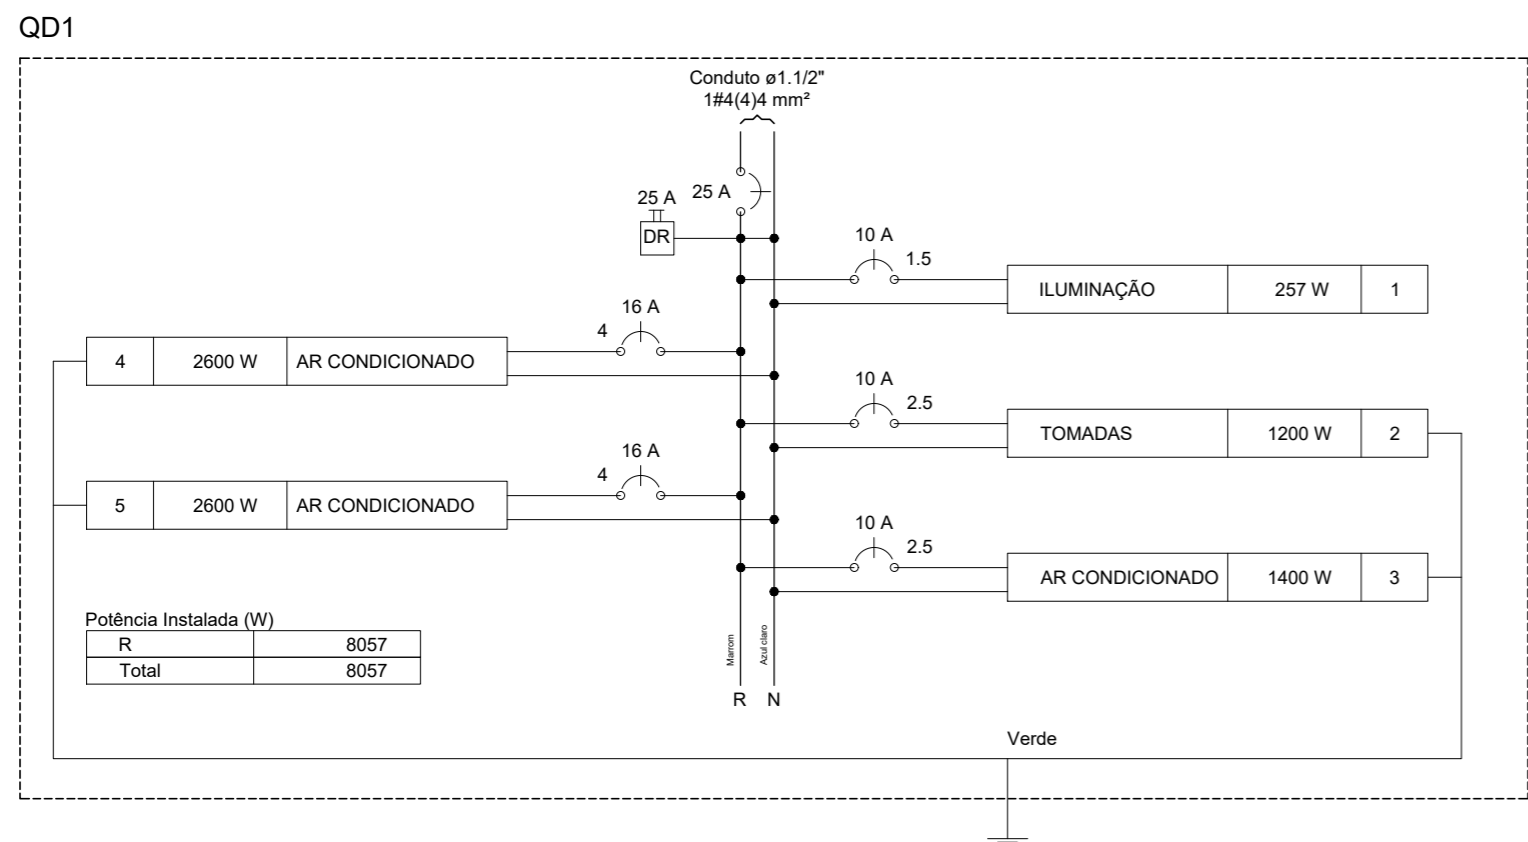 QD1
Conduto ø1.1/2"
1#4(4)4 mm²
25 A
25 A
DR
10 A
1.5
ILUMINAÇÃO 257 W 1
16 A
4
4 2600 W AR CONDICIONADO
10 A
2.5
TOMADAS 1200 W 2
16 A
4
5 2600 W AR CONDICIONADO
10 A
2.5
AR CONDICIONADO 1400 W 3
Potência Instalada (W)
R 8057
Total 8057
Marrom
Azul claro
R N
Verde